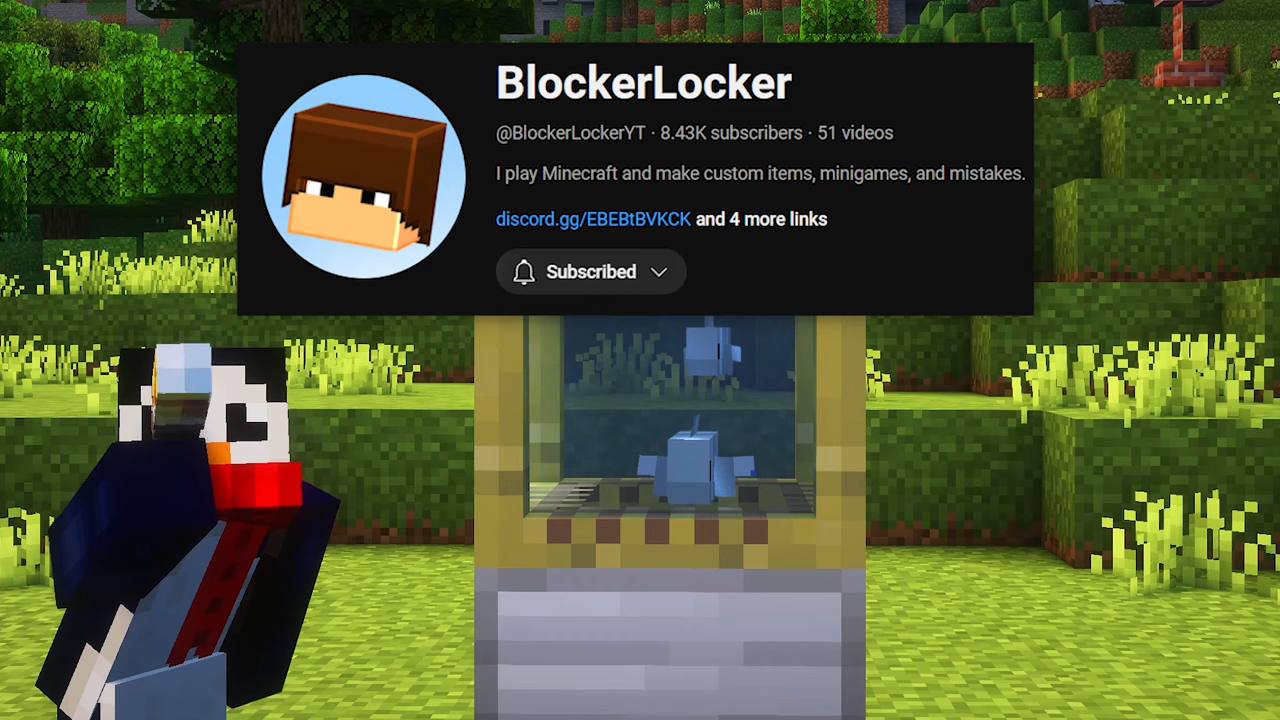 BlockerLocker
@BlockerLockerYT · 8.43K subscribers · 51 videos
I play Minecraft and make custom items, minigames, and mistakes.
discord.gg/EBEBtBVKCK and 4 more links
Subscribed